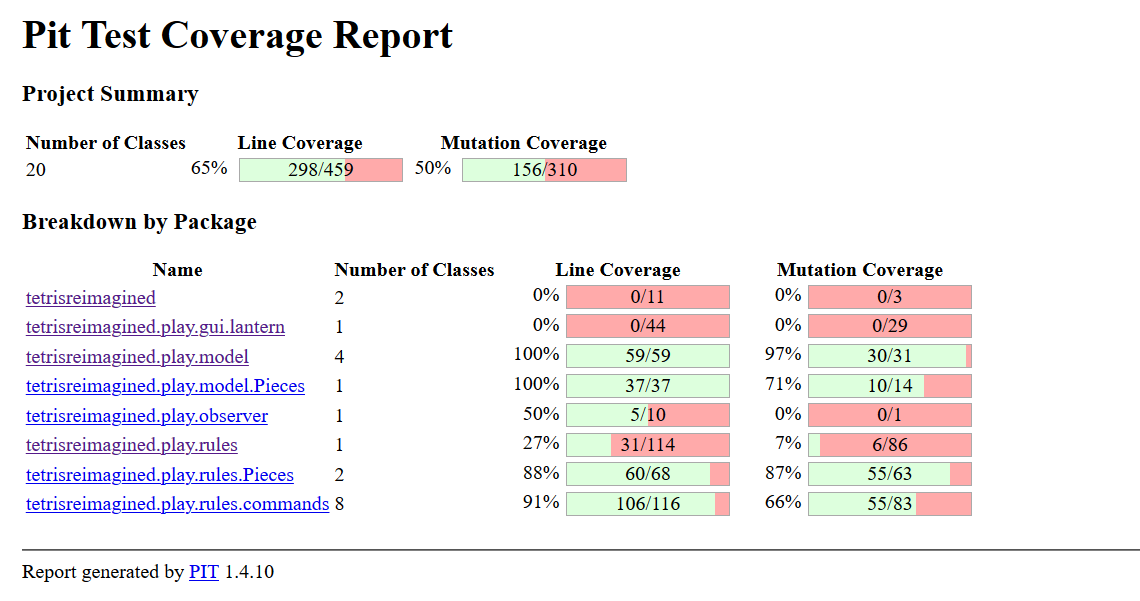 Pit Test Coverage Report
Project Summary
Number of Classes Line Coverage Mutation Coverage
20 65% 298/459 50% 156/310
Breakdown by Package
Name Number of Classes Line Coverage Mutation Coverage
tetrisreimagined 2 0% 0/11 0% 0/3
tetrisreimagined.play.gui.lantern 1 0% 0/44 0% 0/29
tetrisreimagined.play.model 4 100% 59/59 97% 30/31
tetrisreimagined.play.model.Pieces 1 100% 37/37 71% 10/14
tetrisreimagined.play.observer 1 50% 5/10 0% 0/1
tetrisreimagined.play.rules 1 27% 31/114 7% 6/86
tetrisreimagined.play.rules.Pieces 2 88% 60/68 87% 55/63
tetrisreimagined.play.rules.commands 8 91% 106/116 66% 55/83
Report generated by PIT 1.4.10